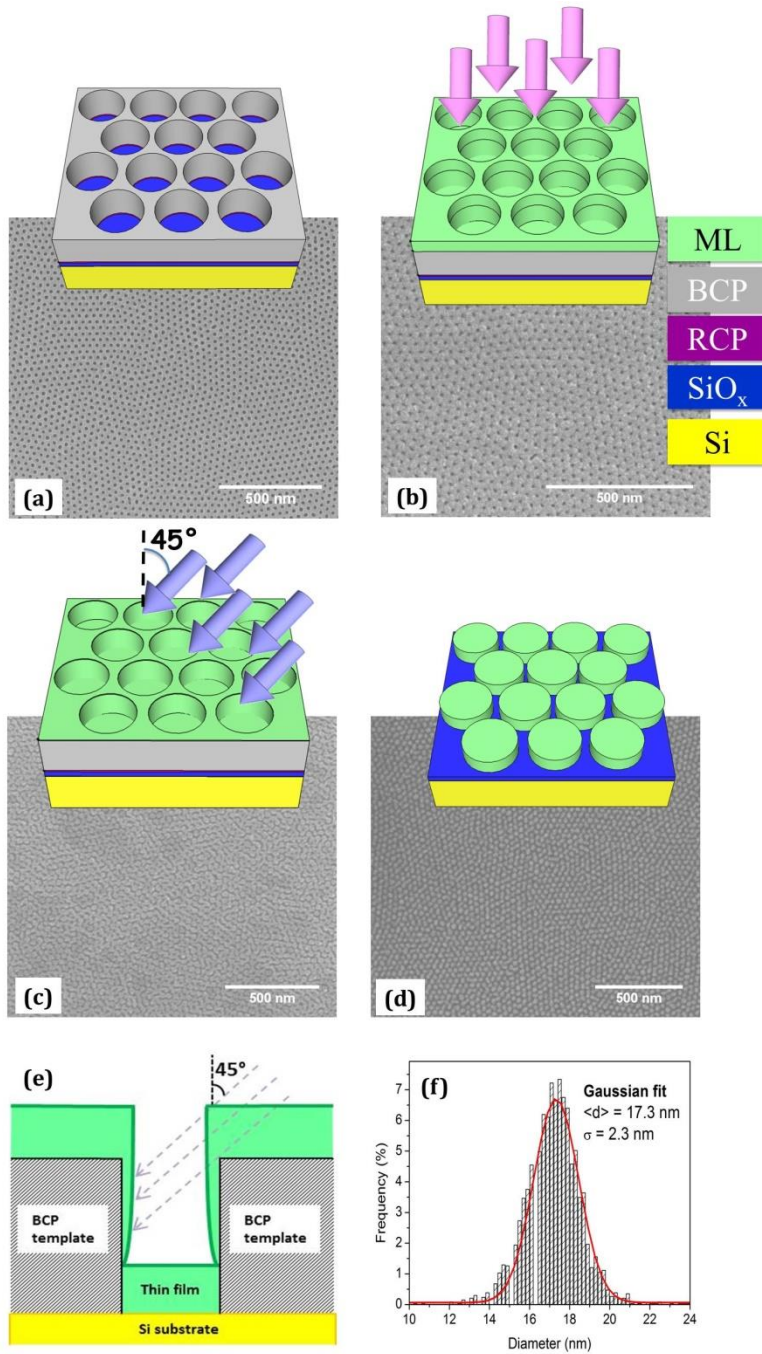 ML
BCP
RCP
SiOx
Si
(a)
500 nm
(b)
500 nm
45°
(c)
500 nm
(d)
500 nm
(e)
45°
BCP
template
BCP
template
Thin film
Si substrate
(f)
Gaussian fit
<d> = 17.3 nm
σ = 2.3 nm
Frequency (%)
7
6
5
4
3
2
1
0
10 12 14 16 18 20 22 24
Diameter (nm)